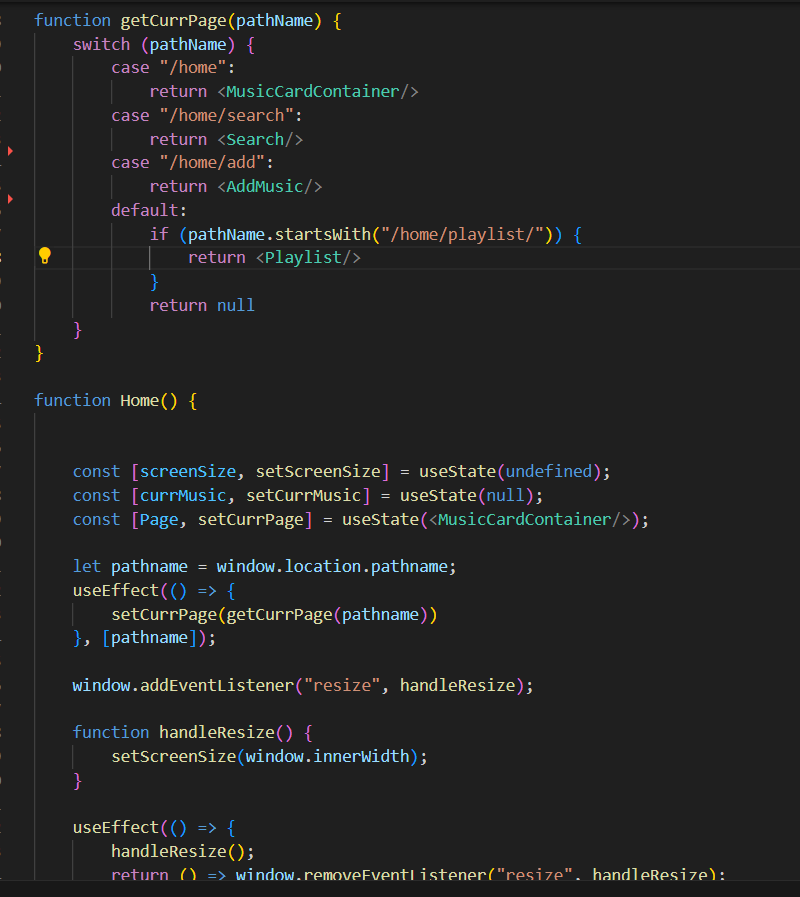 function getCurrPage(pathName) {
    switch (pathName) {
        case "/home":
            return <MusicCardContainer/>
        case "/home/search":
            return <Search/>
        case "/home/add":
            return <AddMusic/>
        default:
            if (pathName.startsWith("/home/playlist/")) {
                return <Playlist/>
            }
            return null
    }
}
function Home() {
    const [screenSize, setScreenSize] = useState(undefined);
    const [currMusic, setCurrMusic] = useState(null);
    const [Page, setCurrPage] = useState(<MusicCardContainer/>);
    let pathname = window.location.pathname;
    useEffect(() => {
        setCurrPage(getCurrPage(pathname))
    }, [pathname]);
    window.addEventListener("resize", handleResize);
    function handleResize() {
        setScreenSize(window.innerWidth);
    }
    useEffect(() => {
        handleResize();
        return () => window.removeEventListener("resize", handleResize);